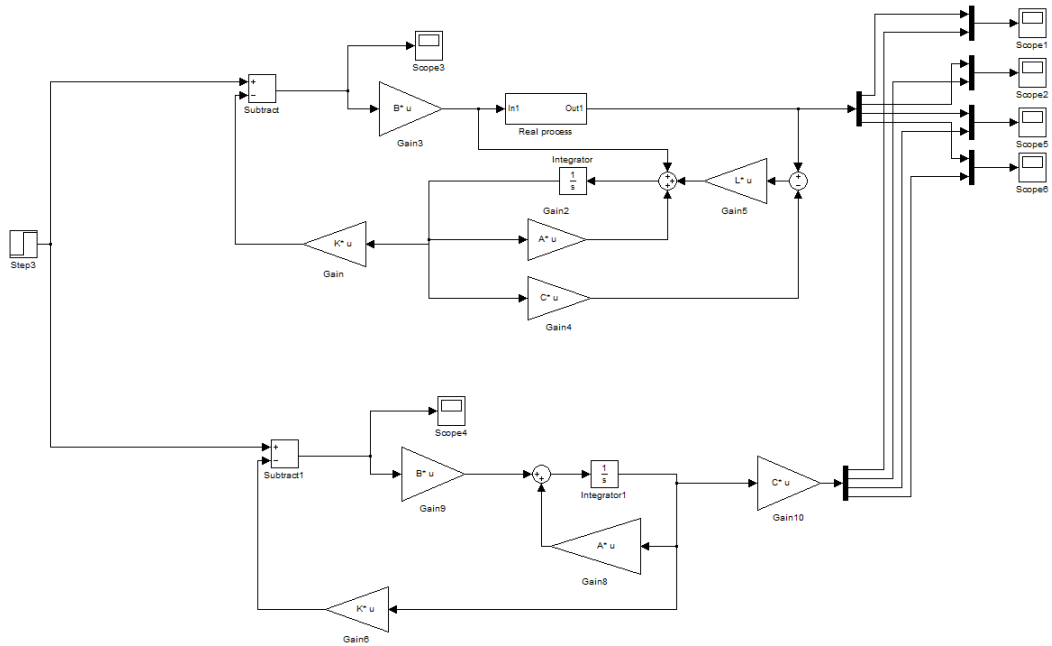 Scope1
Scope3
+
−
Subtract
Scope2
B* u
Gain3
In1
Out1
Real process
Scope5
Integrator
1
s
Gain2
+
+
+
L* u
Gain5
+
−
Scope6
Step3
K* u
Gain
A* u
C* u
Gain4
Scope4
+
−
Subtract1
B* u
Gain9
+
+
1
s
Integrator1
C* u
Gain10
A* u
Gain8
K* u
Gain6